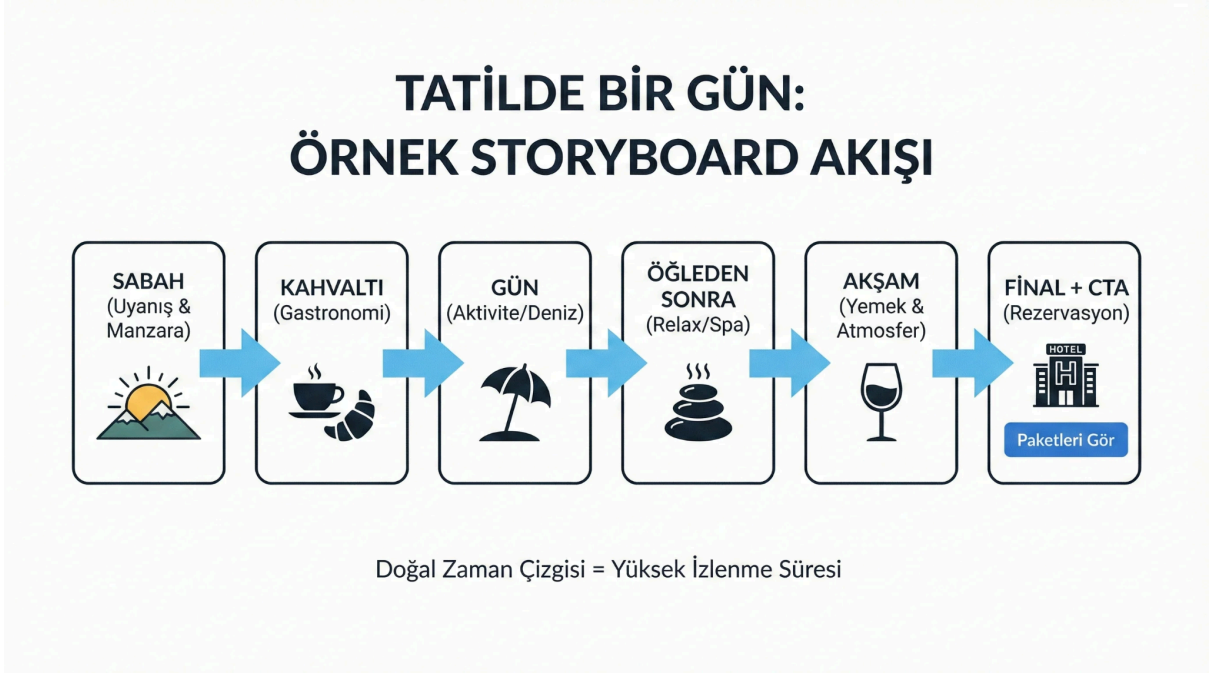 TATİLDE BİR GÜN:
ÖRNEK STORYBOARD AKIŞI
SABAH
(Uyanış &
Manzara)
KAHVALTI
(Gastronomi)
GÜN
(Aktivite/Deniz)
ÖĞLEDEN
SONRA
(Relax/Spa)
AKŞAM
(Yemek &
Atmosfer)
FİNAL + CTA
(Rezervasyon)
HOTEL
H
Paketleri Gör
Doğal Zaman Çizgisi = Yüksek İzlenme Süresi